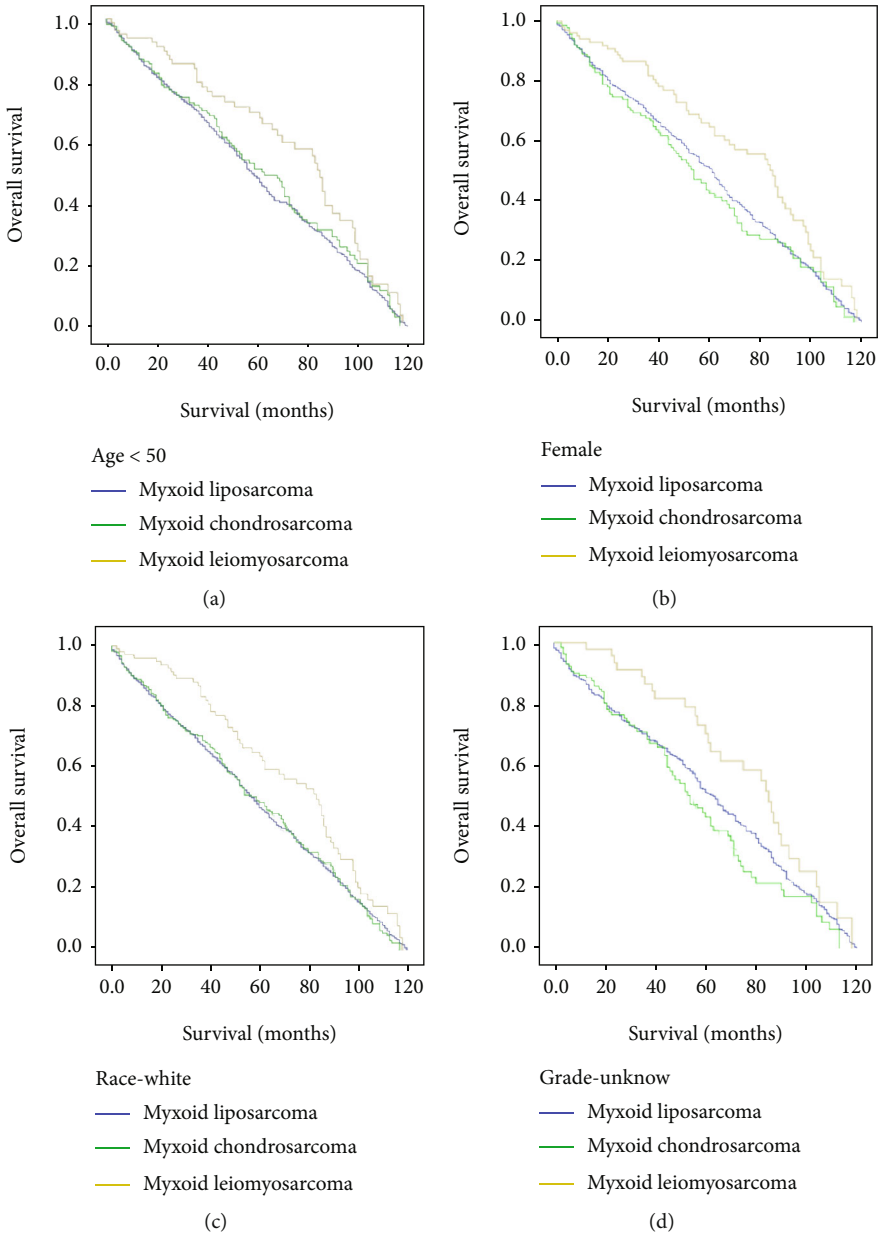 Overall survival
1.0
0.8
0.6
0.4
0.2
0.0
0.0 20 40 60 80 100 120
Survival (months)
Age < 50
Myxoid liposarcoma
Myxoid chondrosarcoma
Myxoid leiomyosarcoma
(a)
Overall survival
1.0
0.8
0.6
0.4
0.2
0.0
0.0 20 40 60 80 100 120
Survival (months)
Female
Myxoid liposarcoma
Myxoid chondrosarcoma
Myxoid leiomyosarcoma
(b)
Overall survival
1.0
0.8
0.6
0.4
0.2
0.0
0.0 20 40 60 80 100 120
Survival (months)
Race-white
Myxoid liposarcoma
Myxoid chondrosarcoma
Myxoid leiomyosarcoma
(c)
Overall survival
1.0
0.8
0.6
0.4
0.2
0.0
0.0 20 40 60 80 100 120
Survival (months)
Grade-unknow
Myxoid liposarcoma
Myxoid chondrosarcoma
Myxoid leiomyosarcoma
(d)